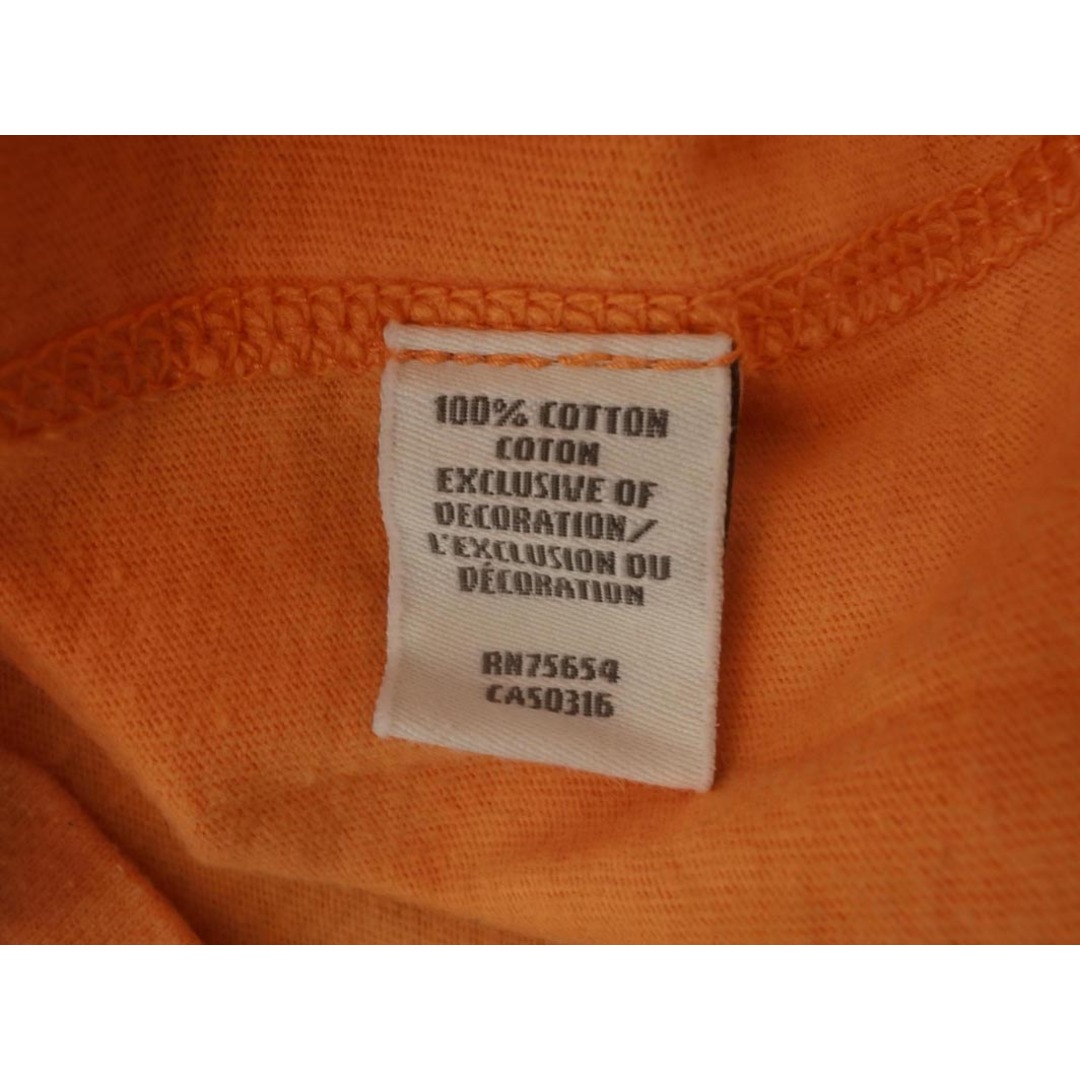 100% COTTON
COTON
EXCLUSIVE OF
DECORATION/
L'EXCLUSION DU
DÉCORATION
RN75654
CA50316